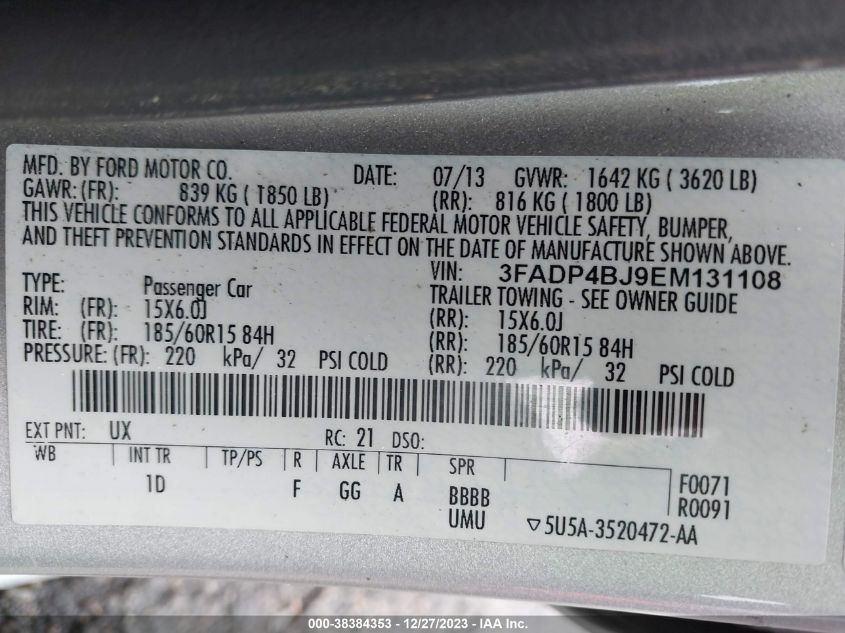 MFD. BY FORD MOTOR CO. DATE: 07/13 GVWR: 1642 KG ( 3620 LB)
GAWR: (FR): 839 KG ( 1850 LB) (RR): 816 KG ( 1800 LB)
THIS VEHICLE CONFORMS TO ALL APPLICABLE FEDERAL MOTOR VEHICLE SAFETY, BUMPER,
AND THEFT PREVENTION STANDARDS IN EFFECT ON THE DATE OF MANUFACTURE SHOWN ABOVE.
VIN: 3FADP4BJ9EM131108
TYPE: Passenger Car TRAILER TOWING - SEE OWNER GUIDE
RIM: (FR): 15X6.0J (RR): 15X6.0J
TIRE: (FR): 185/60R15 84H (RR): 185/60R15 84H
PRESSURE: (FR): 220 kPa/ 32 PSI COLD (RR): 220 kPa/ 32 PSI COLD
EXT PNT: UX RC: 21 DSO:
WB INT TR TP/PS R AXLE TR SPR F0071
1D F GG A BBBB R0091
UMU ▽5U5A-3520472-AA
000-38384353 • 12/27/2023 • IAA Inc.